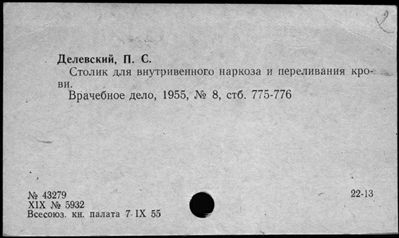 2
Делевский, П. С.
Столик для внутривенного наркоза и переливания кро-
ви.
Врачебное дело, 1955, № 8, стб. 775-776
№ 43279
22-13
XIX № 5932
Всесоюз. кн. палата 7 IX 55